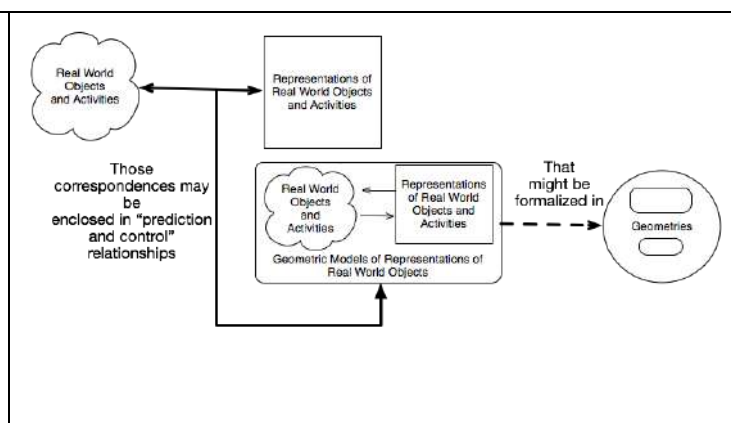 Real World
Objects
and Activities
Representations of
Real World Objects
and Activities
Those
correspondences may
be
enclosed in “prediction
and control”
relationships
Real World
Objects
and
Activities
Representations
of Real World
Objects and
Activities
Geometric Models of Representations of
Real World Objects
That
might be
formalized in
Geometries